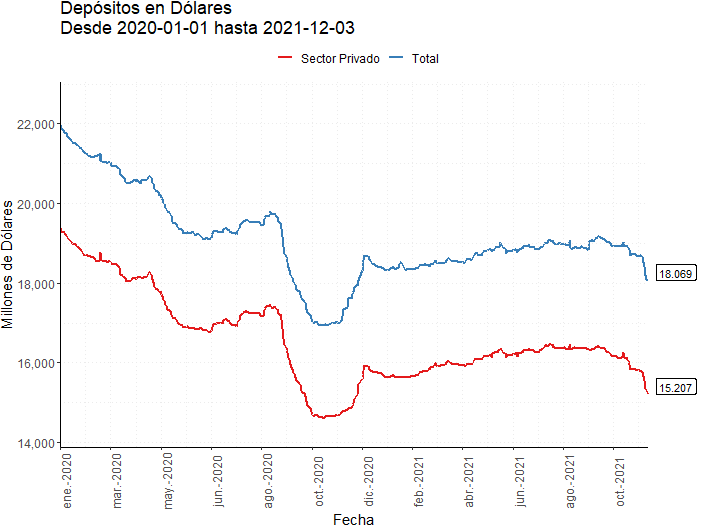 Depósitos en Dólares
Desde 2020-01-01 hasta 2021-12-03
Sector Privado Total
Millones de Dólares
22,000
20,000
18,000
16,000
14,000
18.069
15.207
ene.-2020
mar.-2020
may.-2020
jun.-2020
ago.-2020
oct.-2020
dic.-2020
feb.-2021
abr.-2021
jun.-2021
ago.-2021
oct.-2021
Fecha